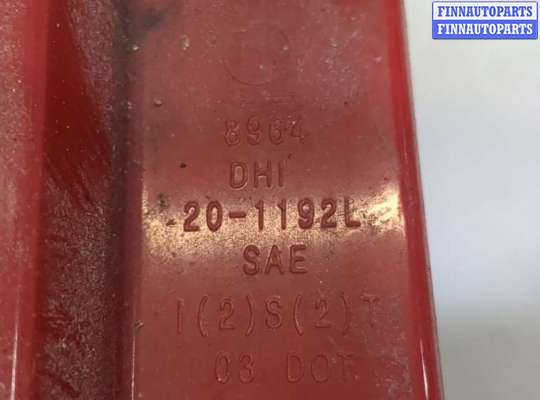 FINNAUTOPARTS
FINNAUTOPARTS
8964
DHI
20-1192L
SAE
I(2)S(2)T
03 DOT